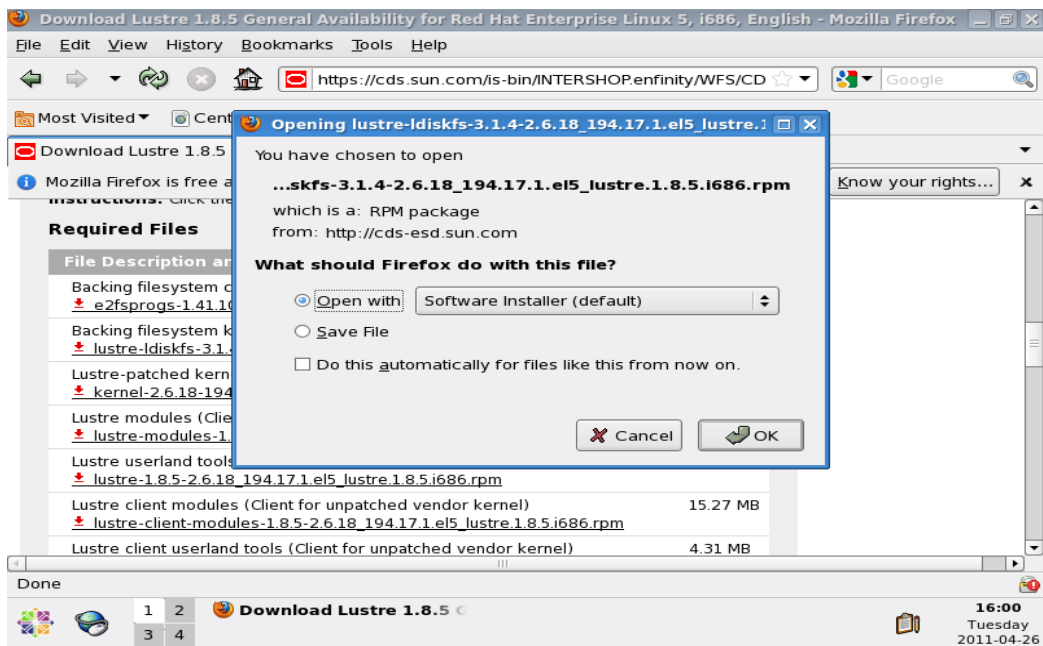 Download Lustre 1.8.5 General Availability for Red Hat Enterprise Linux 5, i686, English - Mozilla Firefox
File Edit View History Bookmarks Tools Help
https://cds.sun.com/is-bin/INTERSHOP.enfinity/WFS/CD
Google
Most Visited
Cent
Opening lustre-ldiskfs-3.1.4-2.6.18_194.17.1.el5_lustre.1
Download Lustre 1.8.5
Mozilla Firefox is free a
Know your rights...
You have chosen to open
...skfs-3.1.4-2.6.18_194.17.1.el5_lustre.1.8.5.i686.rpm
which is a: RPM package
from: http://cds-esd.sun.com
What should Firefox do with this file?
Open with Software Installer (default)
Save File
Do this automatically for files like this from now on.
Cancel OK
Instructions: Click the
Required Files
File Description an
Backing filesystem c
e2fsprogs-1.41.10
Backing filesystem k
lustre-ldiskfs-3.1.4
Lustre-patched kern
kernel-2.6.18-194
Lustre modules (Clie
lustre-modules-1.
Lustre userland tools
lustre-1.8.5-2.6.18_194.17.1.el5_lustre.1.8.5.i686.rpm
Lustre client modules (Client for unpatched vendor kernel) 15.27 MB
lustre-client-modules-1.8.5-2.6.18_194.17.1.el5_lustre.1.8.5.i686.rpm
Lustre client userland tools (Client for unpatched vendor kernel) 4.31 MB
Done
1 2
3 4
Download Lustre 1.8.5 G
16:00
Tuesday
2011-04-26